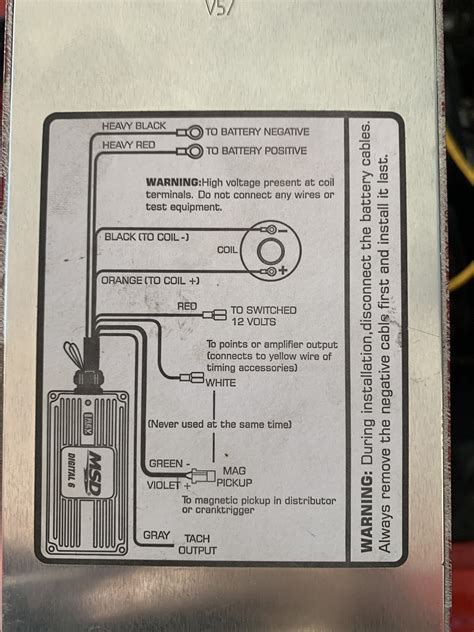 V57
HEAVY BLACK
TO BATTERY NEGATIVE
HEAVY RED
TO BATTERY POSITIVE
WARNING:High voltage present at coil
terminals. Do not connect any wires or
test equipment.
BLACK (TO COIL -)
COIL
-
+
ORANGE (TO COIL +)
RED
TO SWITCHED
12 VOLTS
To points or amplifier output
(connects to yellow wire of
timing accessories)
WHITE
(Never used at the same time)
GREEN -
VIOLET +
MAG
PICKUP
To magnetic pickup in distributor
or cranktrigger
GRAY
TACH
OUTPUT
MSD
DIGITAL 6
WARNING: During installation,disconnect the battery cables.
Always remove the negative cable first and install it last.